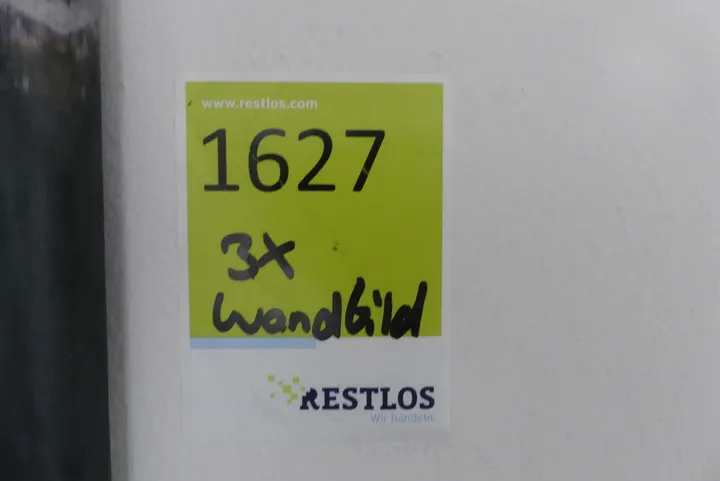 www.restlos.com
1627
3x
Wandbild
RESTLOS
Wir handeln.